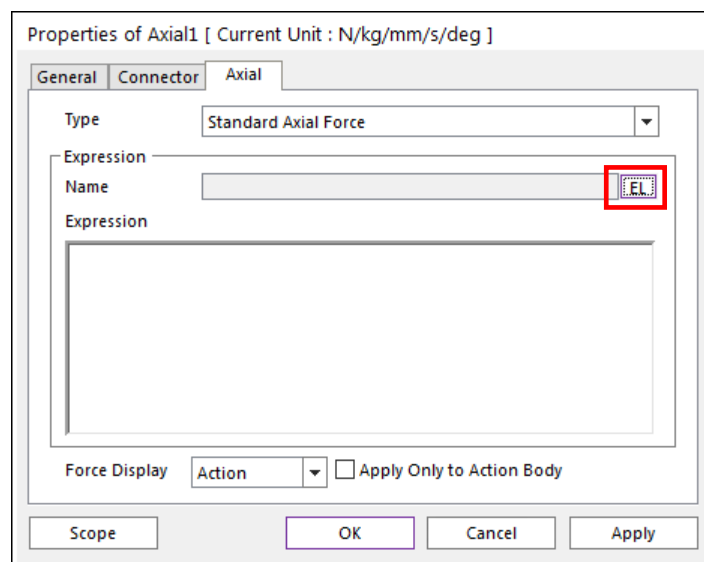 Properties of Axial1 [ Current Unit : N/kg/mm/s/deg ]
General Connector Axial
Type Standard Axial Force
Expression
Name EL
Expression
Force Display Action Apply Only to Action Body
Scope OK Cancel Apply